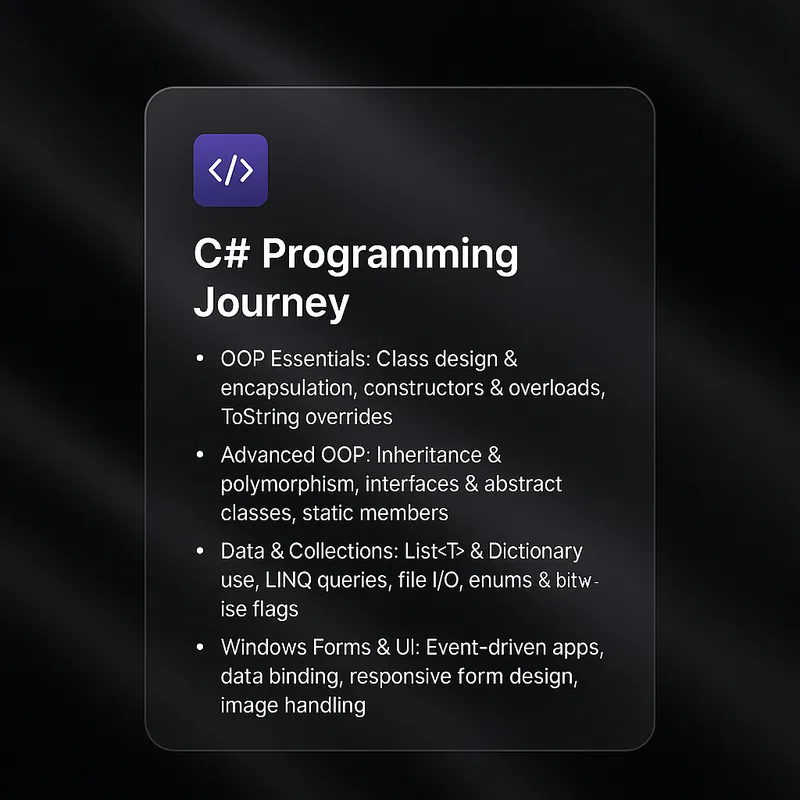 </>
C# Programming
Journey
• OOP Essentials: Class design &
encapsulation, constructors & overloads,
ToString overrides
• Advanced OOP: Inheritance &
polymorphism, interfaces & abstract
classes, static members
• Data & Collections: List<T> & Dictionary
use, LINQ queries, file I/O, enums & bitw-
ise flags
• Windows Forms & UI: Event-driven apps,
data binding, responsive form design,
image handling